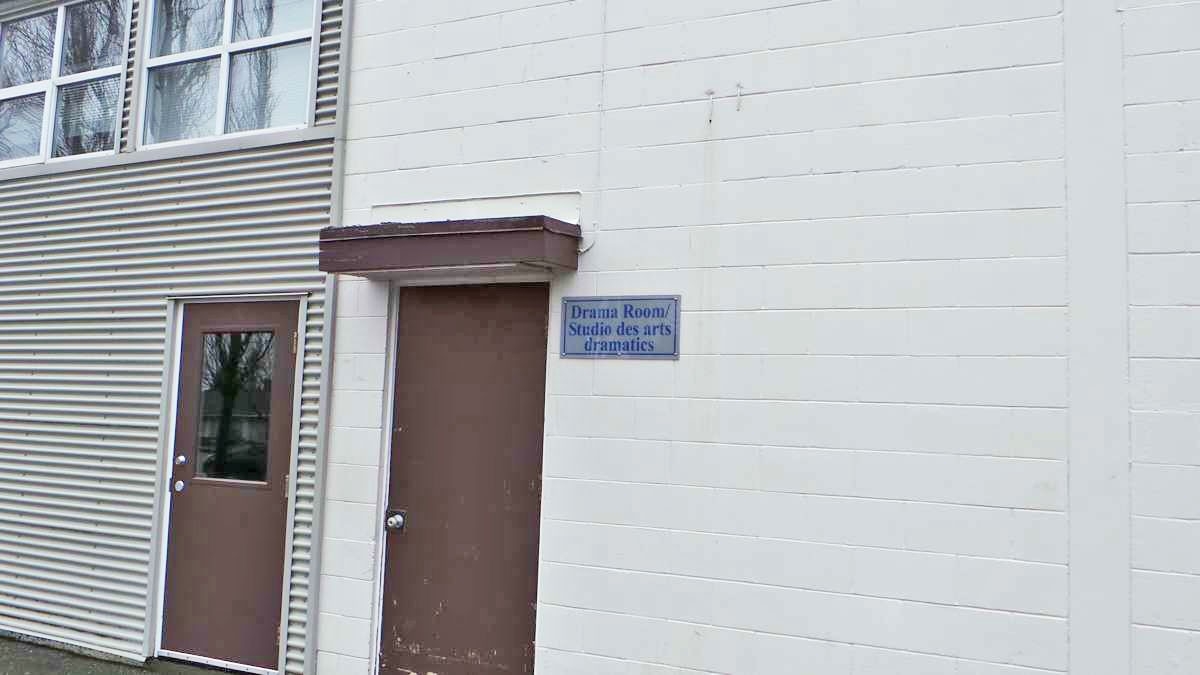 Drama Room/
Studio des arts
dramatics